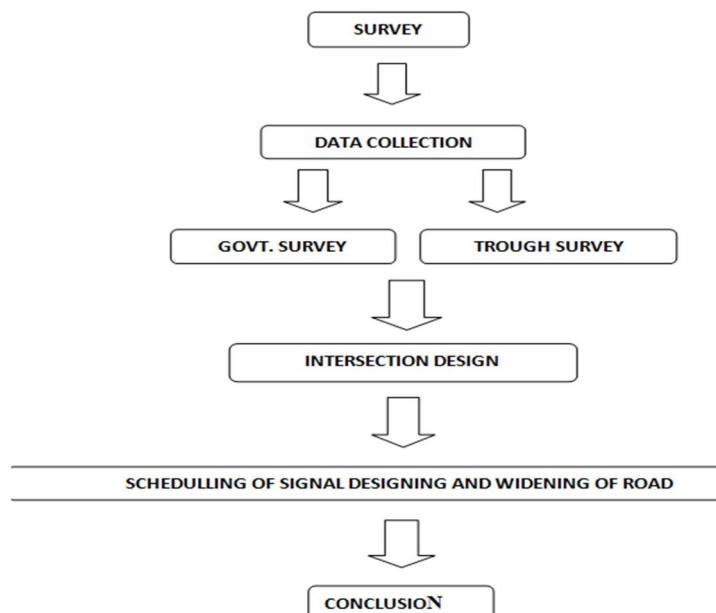 SURVEY
DATA COLLECTION
GOVT. SURVEY
TROUGH SURVEY
INTERSECTION DESIGN
SCHEDULLING OF SIGNAL DESIGNING AND WIDENING OF ROAD
CONCLUSION